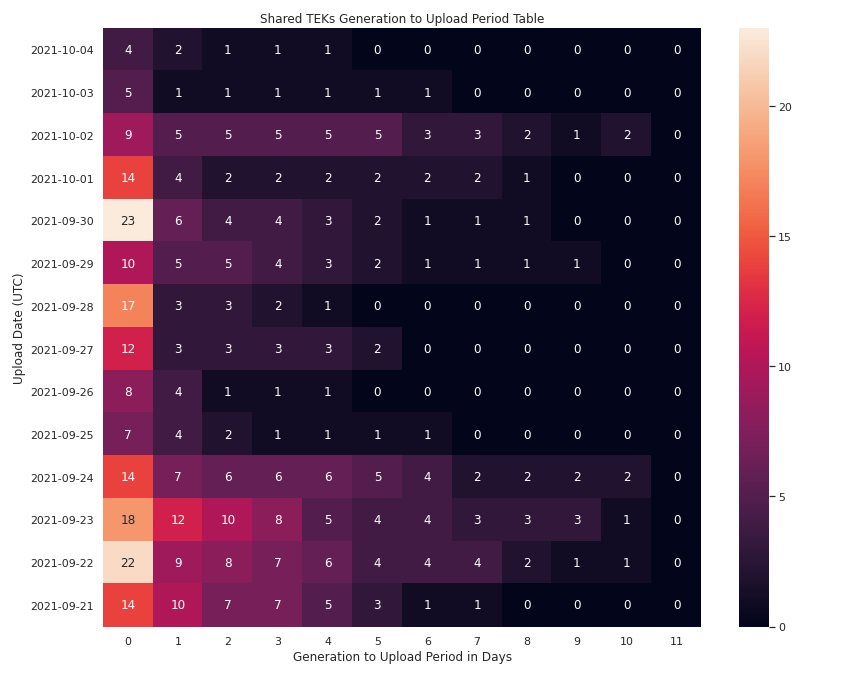 Shared TEKs Generation to Upload Period Table
Upload Date (UTC)
2021-10-04 4 2 1 1 1 0 0 0 0 0 0 0
2021-10-03 5 1 1 1 1 1 1 0 0 0 0 0
2021-10-02 9 5 5 5 5 5 3 3 2 1 2 0
2021-10-01 14 4 2 2 2 2 2 2 1 0 0 0
2021-09-30 23 6 4 4 3 2 1 1 1 0 0 0
2021-09-29 10 5 5 4 3 2 1 1 1 1 0 0
2021-09-28 17 3 3 2 1 0 0 0 0 0 0 0
2021-09-27 12 3 3 3 3 2 0 0 0 0 0 0
2021-09-26 8 4 1 1 1 0 0 0 0 0 0 0
2021-09-25 7 4 2 1 1 1 1 0 0 0 0 0
2021-09-24 14 7 6 6 6 5 4 2 2 2 2 0
2021-09-23 18 12 10 8 5 4 4 3 3 3 1 0
2021-09-22 22 9 8 7 6 4 4 4 2 1 1 0
2021-09-21 14 10 7 7 5 3 1 1 0 0 0 0
0 1 2 3 4 5 6 7 8 9 10 11
Generation to Upload Period in Days
20
15
10
5
0